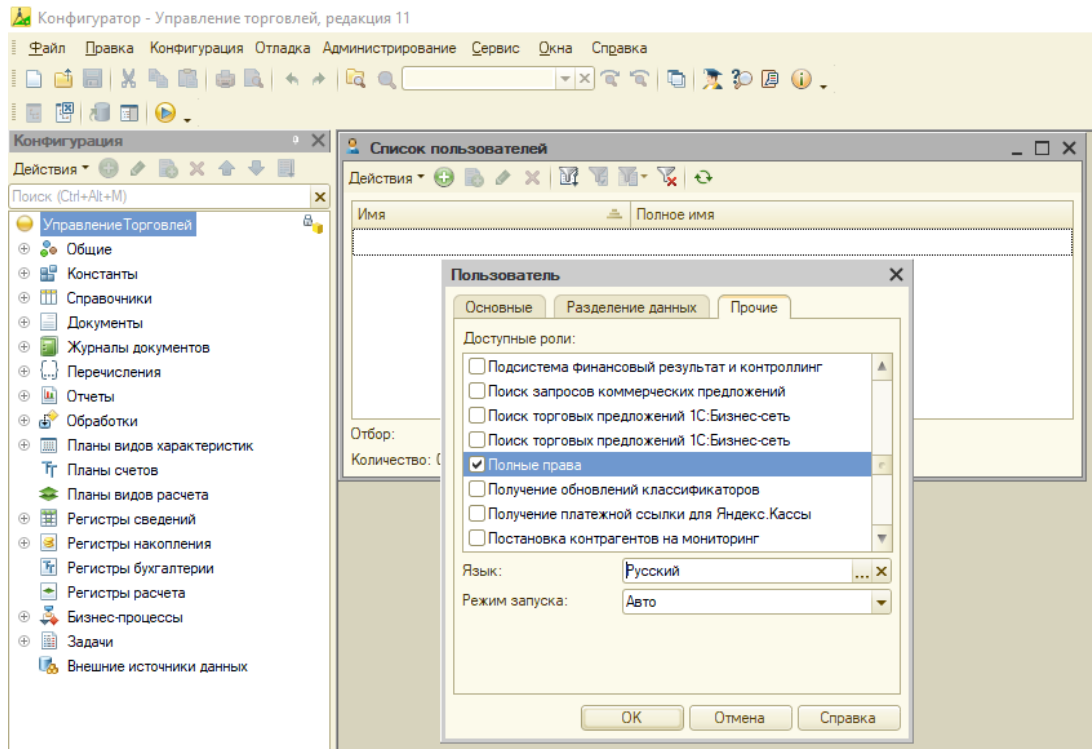 Конфигуратор - Управление торговлей, редакция 11
Файл Правка Конфигурация Отладка Администрирование Сервис Окна Справка
Конфигурация
Действия
Поиск (Ctrl+Alt+M)
УправлениеТорговлей
Общие
Константы
Справочники
Документы
Журналы документов
Перечисления
Отчеты
Обработки
Планы видов характеристик
Планы счетов
Планы видов расчета
Регистры сведений
Регистры накопления
Регистры бухгалтерии
Регистры расчета
Бизнес-процессы
Задачи
Внешние источники данных
Список пользователей
Действия
Имя Полное имя
Отбор:
Количество:
Пользователь
Основные Разделение данных Прочие
Доступные роли:
Подсистема финансовый результат и контроллинг
Поиск запросов коммерческих предложений
Поиск торговых предложений 1С:Бизнес-сеть
Поиск торговых предложений 1С:Бизнес-сеть
Полные права
Получение обновлений классификаторов
Получение платежной ссылки для Яндекс.Кассы
Постановка контрагентов на мониторинг
Язык: Русский
Режим запуска: Авто
OK Отмена Справка